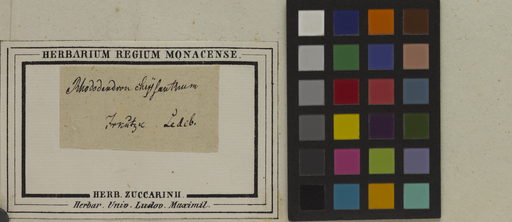 HERBARIUM REGIUM MONACENSE.
Rhododendron chrysanthum
Irkutzk Ledeb.
HERB. ZUCCARINII
Herbar. Univ. Ludov. Maximil.